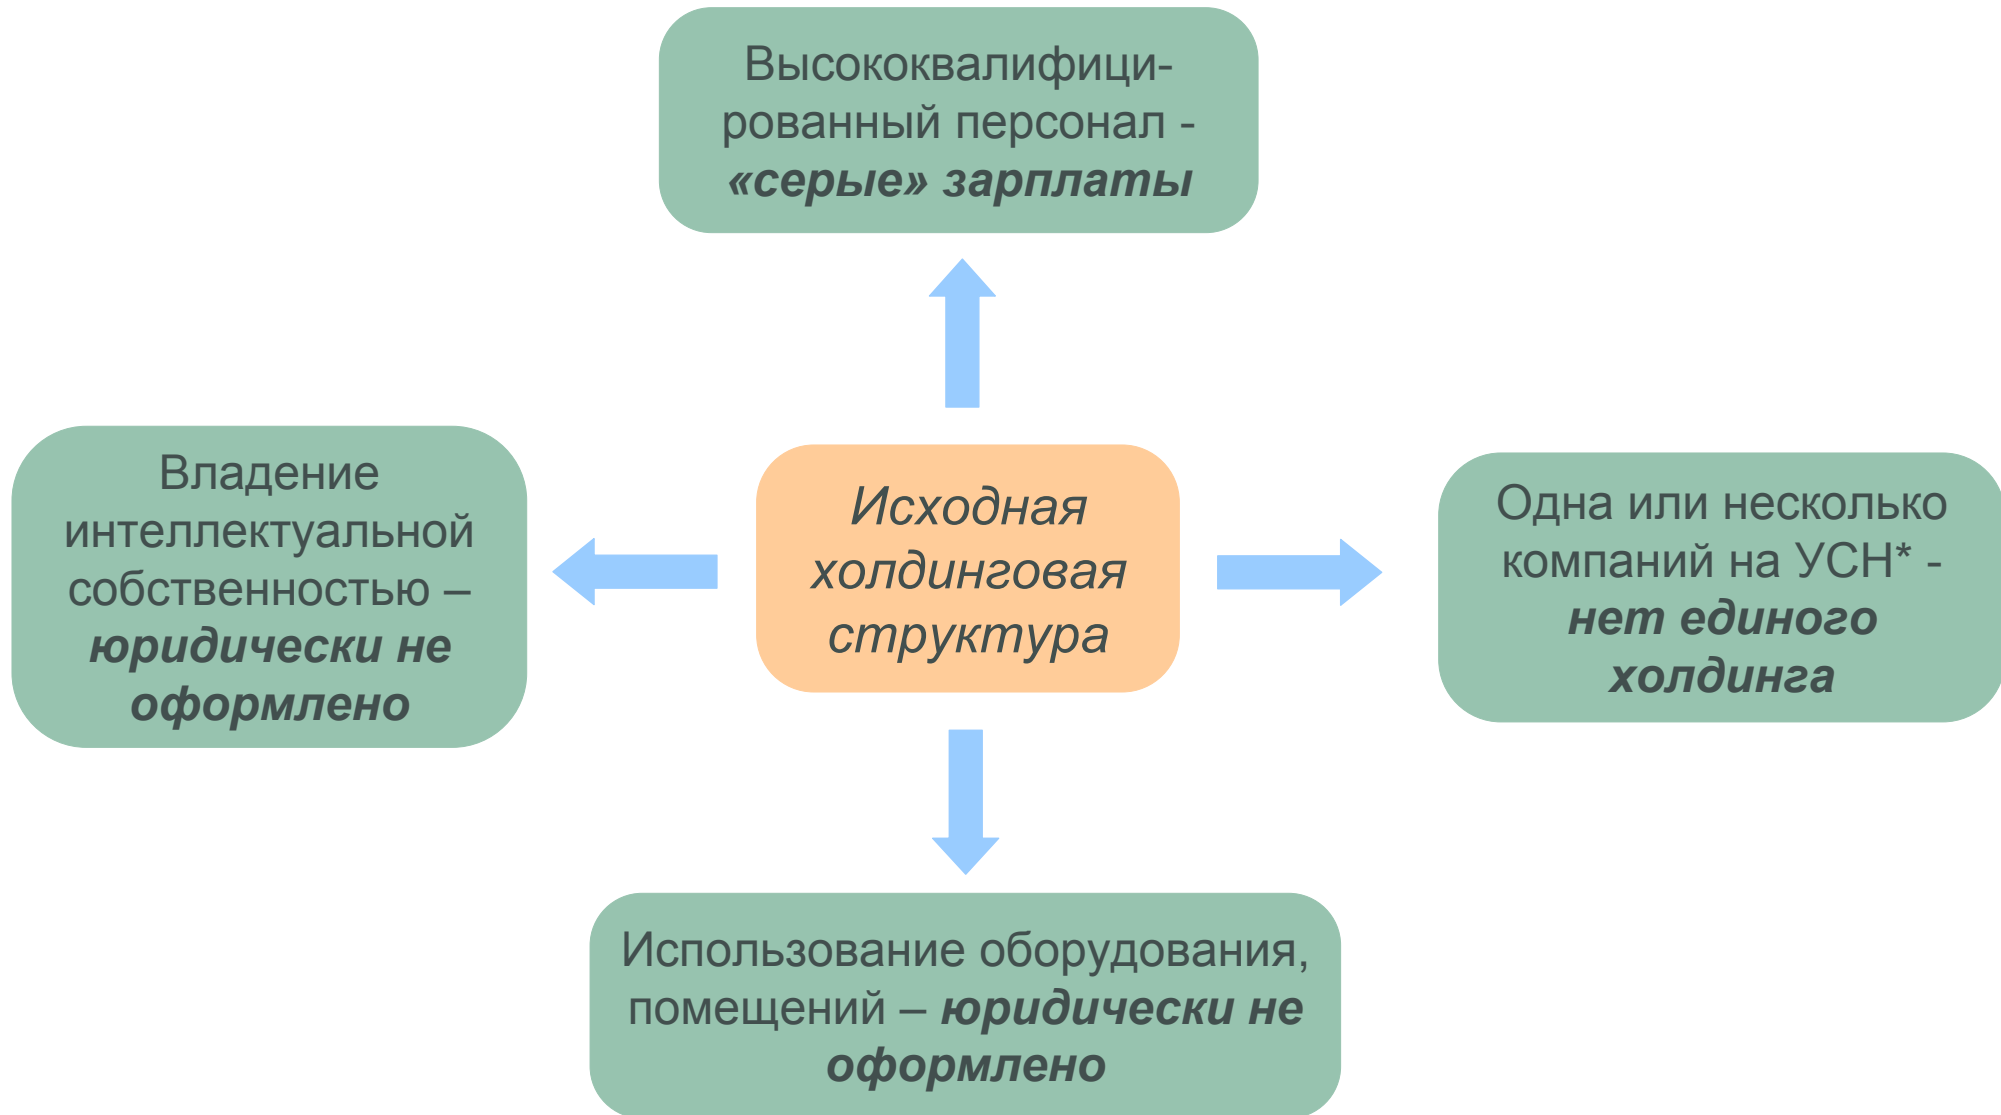 Высококвалифици-
рованный персонал -
«серые» зарплаты
Владение
интеллектуальной
собственностью –
юридически не
оформлено
Исходная
холдинговая
структура
Одна или несколько
компаний на УСН* -
нет единого
холдинга
Использование оборудования,
помещений – юридически не
оформлено